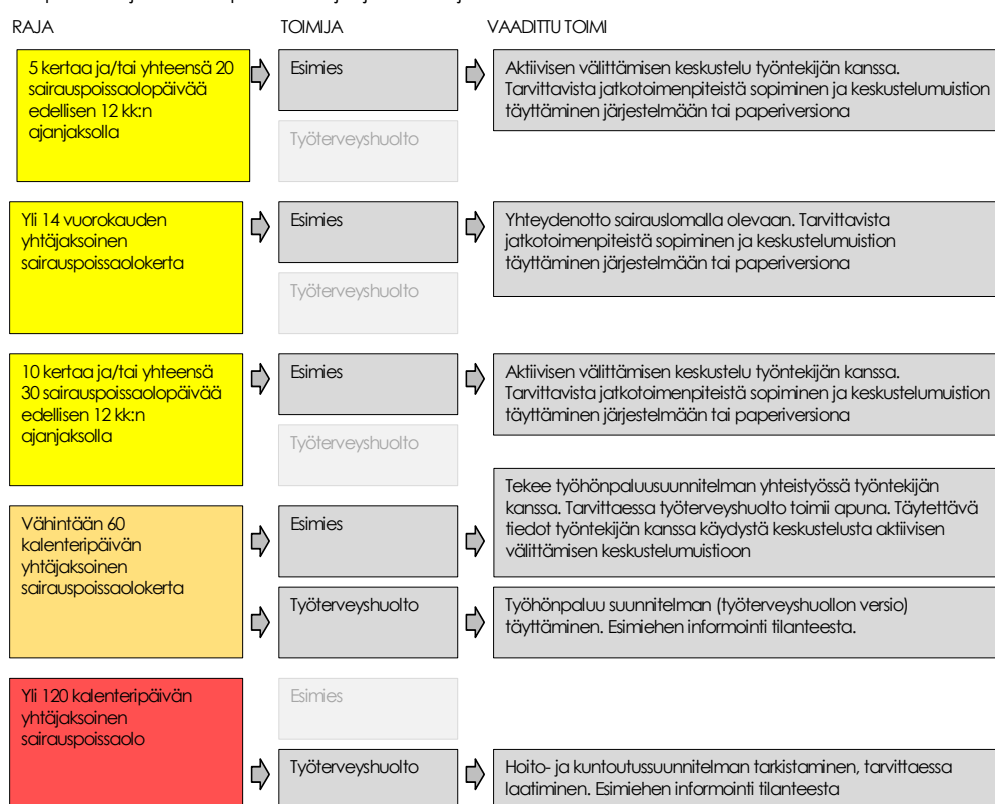 RAJA
TOIMIJA
VAADITTU TOIMI
5 kertaa ja/tai yhteensä 20
sairauspoissaolopäivää
edellisen 12 kk:n
ajanjaksolla
Esimies
Aktiivisen välittämisen keskustelu työntekijän kanssa.
Tarvittavista jatkotoimenpiteistä sopiminen ja keskustelumuistion
täyttäminen järjestelmään tai paperiversiona
Työterveyshuolto
Yli 14 vuorokauden
yhtäjaksoinen
sairauspoissaolokerta
Esimies
Yhteydenotto sairauslomalla olevaan. Tarvittavista
jatkotoimenpiteistä sopiminen ja keskustelumuistion
täyttäminen järjestelmään tai paperiversiona
Työterveyshuolto
10 kertaa ja/tai yhteensä
30 sairauspoissaolopäivää
edellisen 12 kk:n
ajanjaksolla
Esimies
Aktiivisen välittämisen keskustelu työntekijän kanssa.
Tarvittavista jatkotoimenpiteistä sopiminen ja keskustelumuistion
täyttäminen järjestelmään tai paperiversiona
Työterveyshuolto
Vähintään 60
kalenteripäivän
yhtäjaksoinen
sairauspoissaolokerta
Esimies
Tekee työhönpaluusuunnitelman yhteistyössä työntekijän
kanssa. Tarvittaessa työterveyshuolto toimii apuna. Täytettävä
tiedot työntekijän kanssa käydystä keskustelusta aktiivisen
välittämisen keskustelumuistioon
Työterveyshuolto
Työhönpaluu suunnitelman (työterveyshuollon versio)
täyttäminen. Esimiehen informointi tilanteesta.
Yli 120 kalenteripäivän
yhtäjaksoinen
sairauspoissaolo
Esimies
Työterveyshuolto
Hoito- ja kuntoutussuunnitelman tarkistaminen, tarvittaessa
laatiminen. Esimiehen informointi tilanteesta